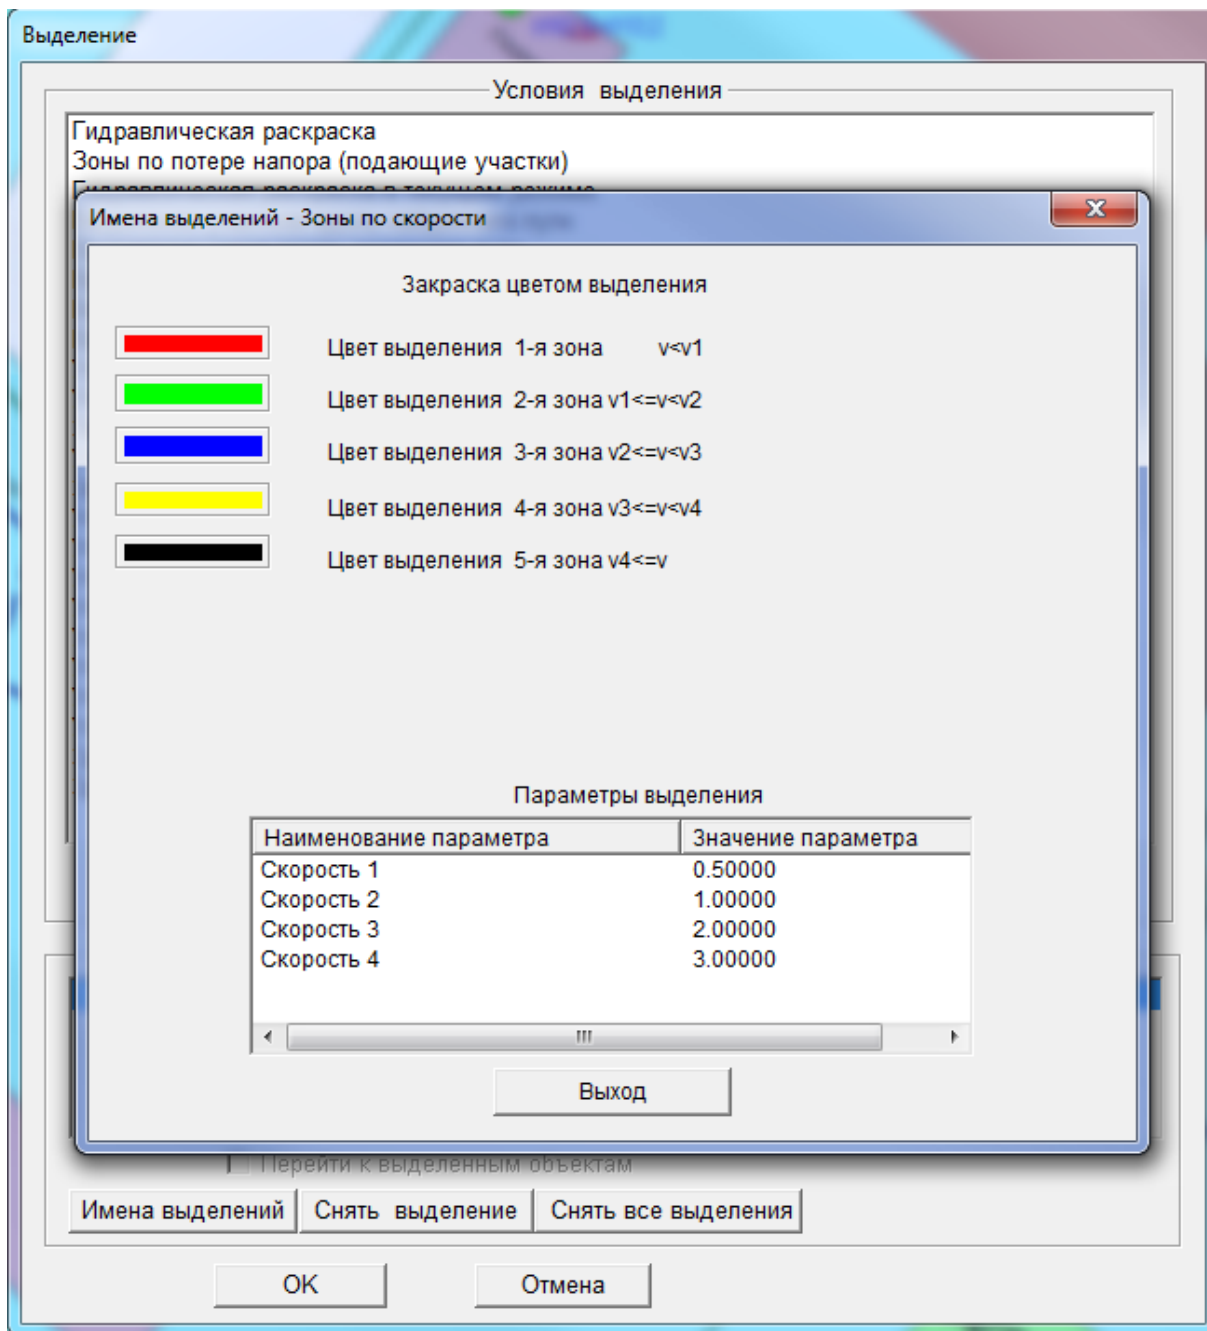 Выделение
Условия выделения
Гидравлическая раскраска
Зоны по потере напора (подающие участки)
Гидравлическая раскраска в текущем режиме
Имена выделений - Зоны по скорости
Закраска цветом выделения
Цвет выделения 1-я зона v<v1
Цвет выделения 2-я зона v1<=v<v2
Цвет выделения 3-я зона v2<=v<v3
Цвет выделения 4-я зона v3<=v<v4
Цвет выделения 5-я зона v4<=v
Параметры выделения
Наименование параметра Значение параметра
Скорость 1 0.50000
Скорость 2 1.00000
Скорость 3 2.00000
Скорость 4 3.00000
Выход
Перейти к выделенным объектам
Имена выделений Снять выделение Снять все выделения
OK Отмена